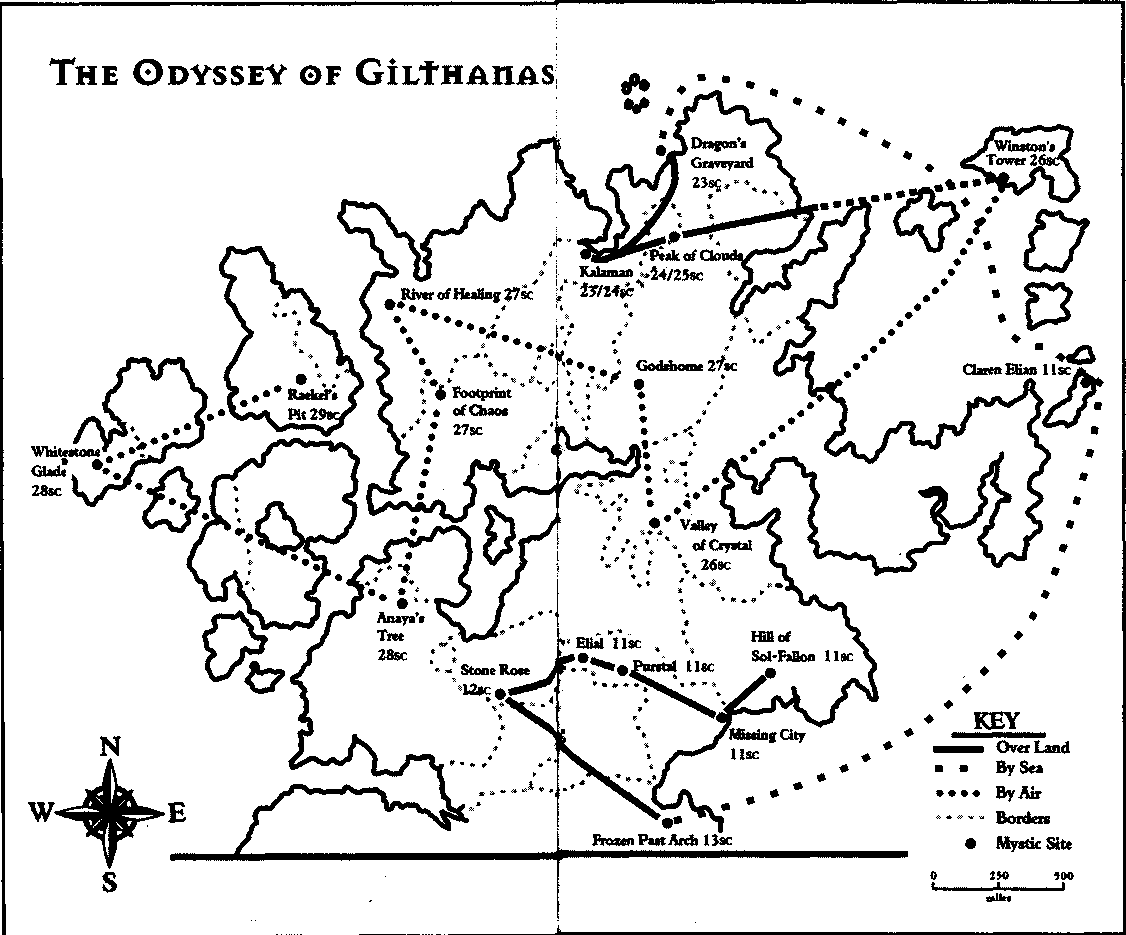 THE ODYSSEY OF GILTHANAS
Dragon's
Graveyard
23sc
Winston's
Tower 26sc
Peak of Clouds
24/25sc
Kalaman
23/24sc
River of Healing 27sc
Godshome 27sc
Claren Elian 11sc
Raekel's
Pit 29sc
Footprint
of Chaos
27sc
Whitestone
Glade
28sc
Valley
of Crystal
26sc
Anaya's
Tree
28sc
Hill of
Sol-Fallon 11sc
Elial 11sc
Purstal 11sc
Stone Rose
12sc
Missing City
11sc
Frozen Past Arch 13sc
N
W
E
S
KEY
Over Land
By Sea
By Air
Borders
Mystic Site
0 250 500
miles